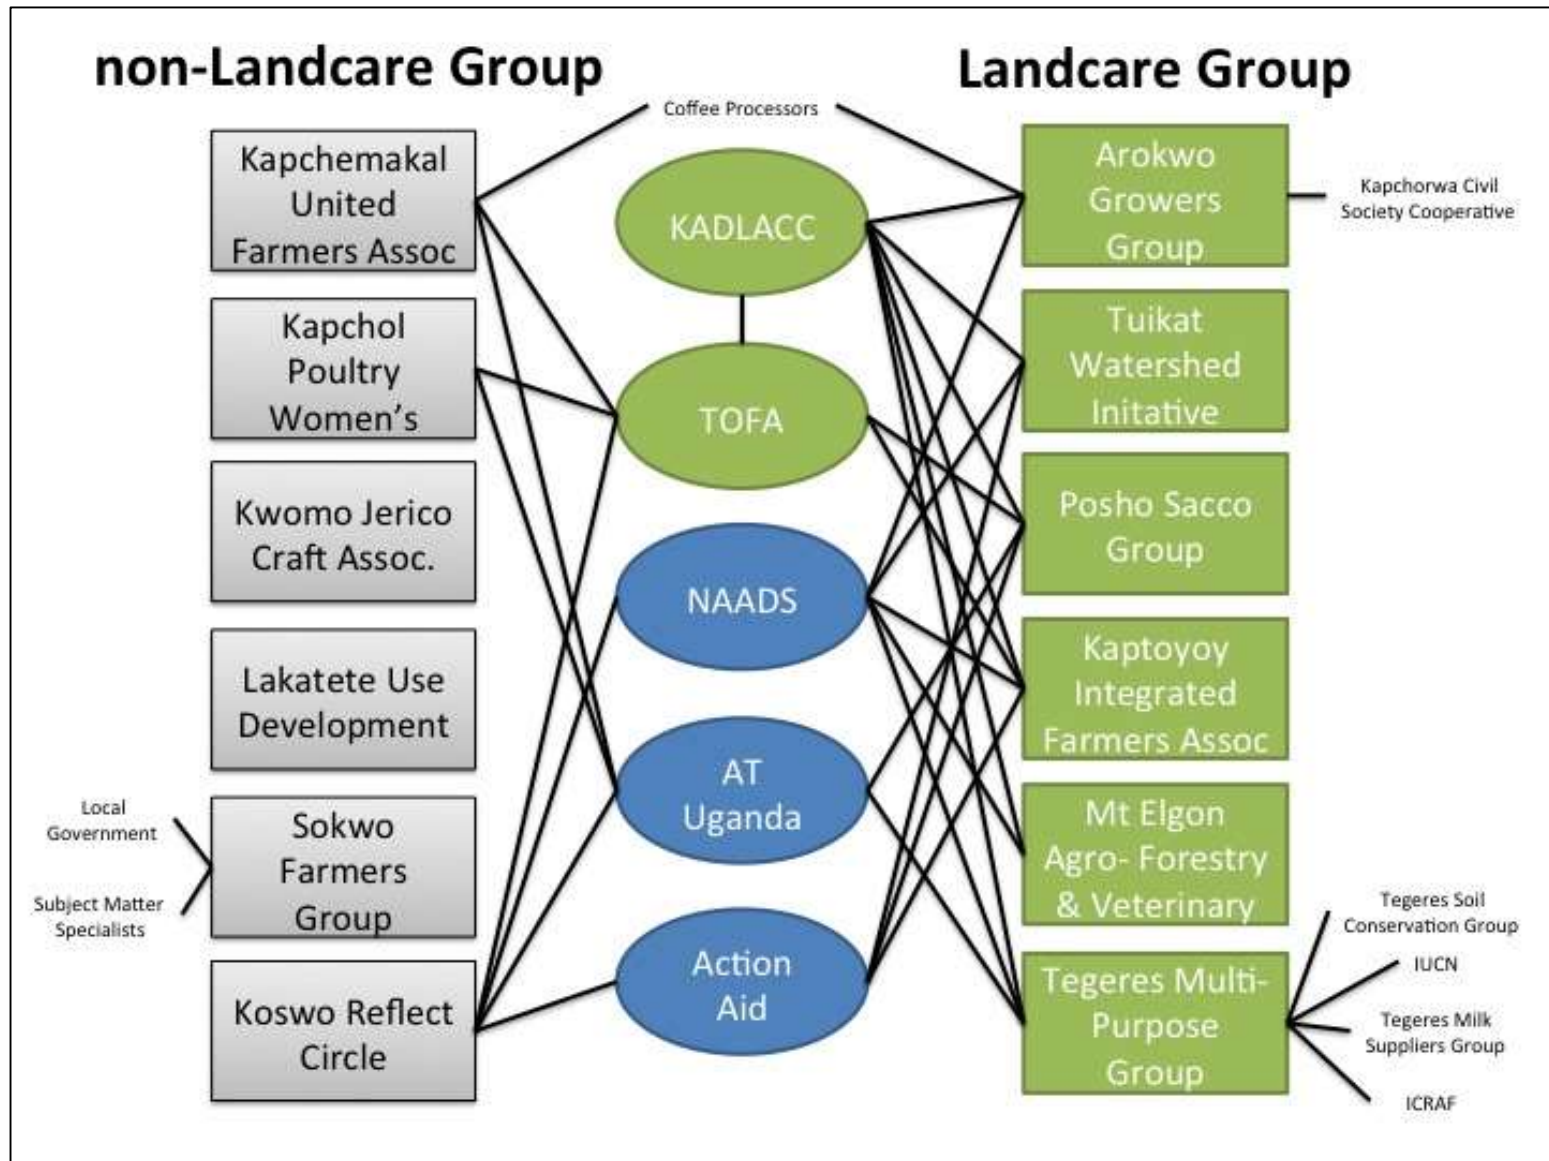 non-Landcare Group
Landcare Group
Coffee Processors
Kapchemakal
United
Farmers Assoc
Kapchol
Poultry
Women's
Kwomo Jerico
Craft Assoc.
Lakatete Use
Development
Local
Government
Subject Matter
Specialists
Sokwo
Farmers
Group
Koswo Reflect
Circle
KADLACC
TOFA
NAADS
AT
Uganda
Action
Aid
Arokwo
Growers
Group
Kapchorwa Civil
Society Cooperative
Tuikat
Watershed
Initative
Posho Sacco
Group
Kaptoyoy
Integrated
Farmers Assoc
Mt Elgon
Agro- Forestry
& Veterinary
Tegeres Multi-
Purpose
Group
Tegeres Soil
Conservation Group
IUCN
Tegeres Milk
Suppliers Group
ICRAF